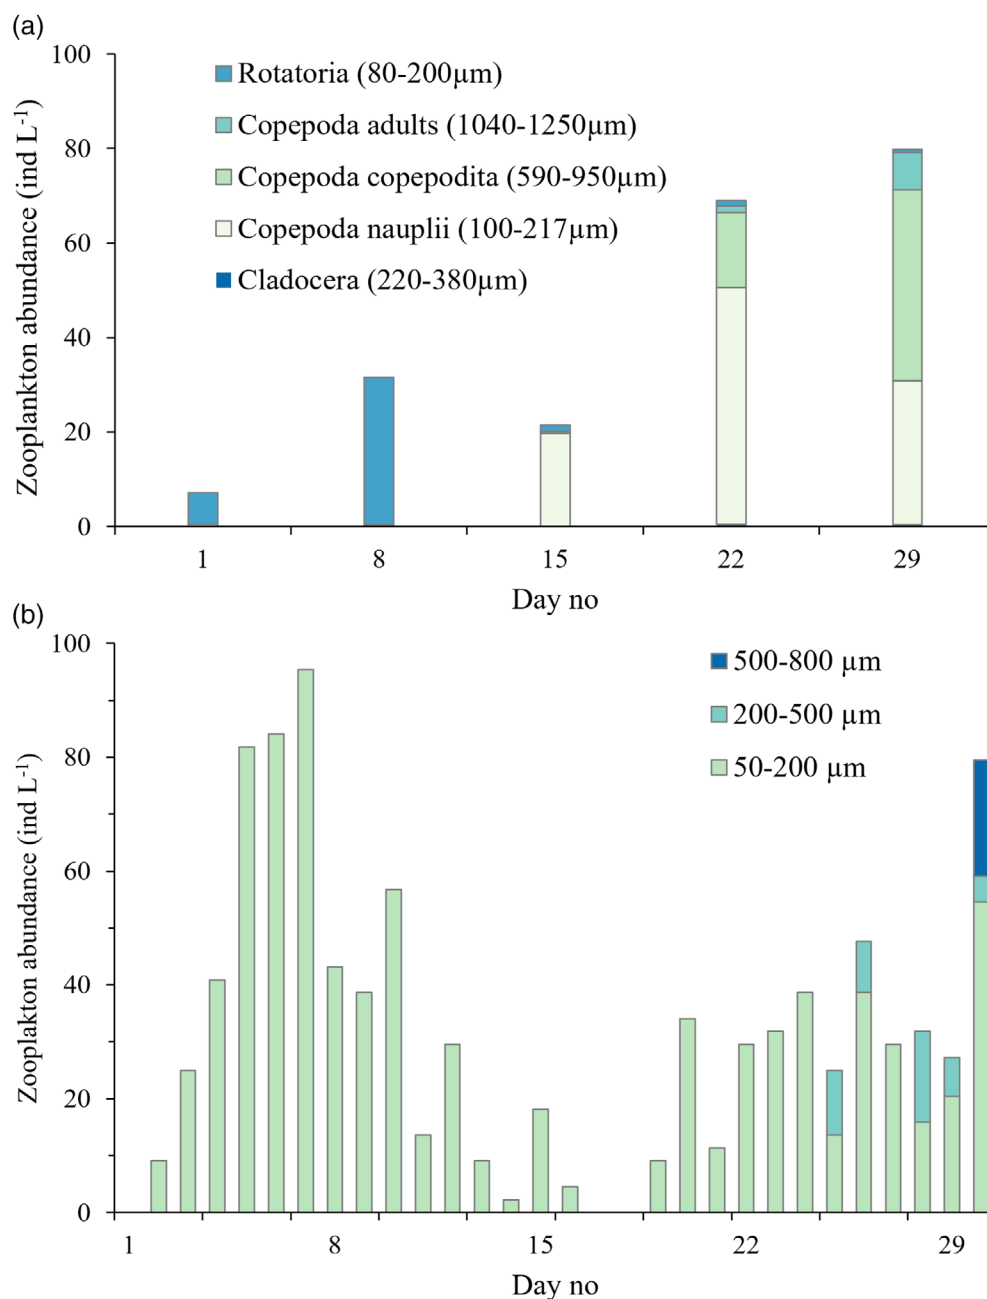 (a)
100
80
60
40
20
0
Zooplankton abundance (ind L⁻¹)
Rotatoria (80-200µm)
Copepoda adults (1040-1250µm)
Copepoda copepodita (590-950µm)
Copepoda nauplii (100-217µm)
Cladocera (220-380µm)
1 8 15 22 29
Day no
(b)
100
80
60
40
20
0
Zooplakton abundance (ind L⁻¹)
500-800 µm
200-500 µm
50-200 µm
1 8 15 22 29
Day no